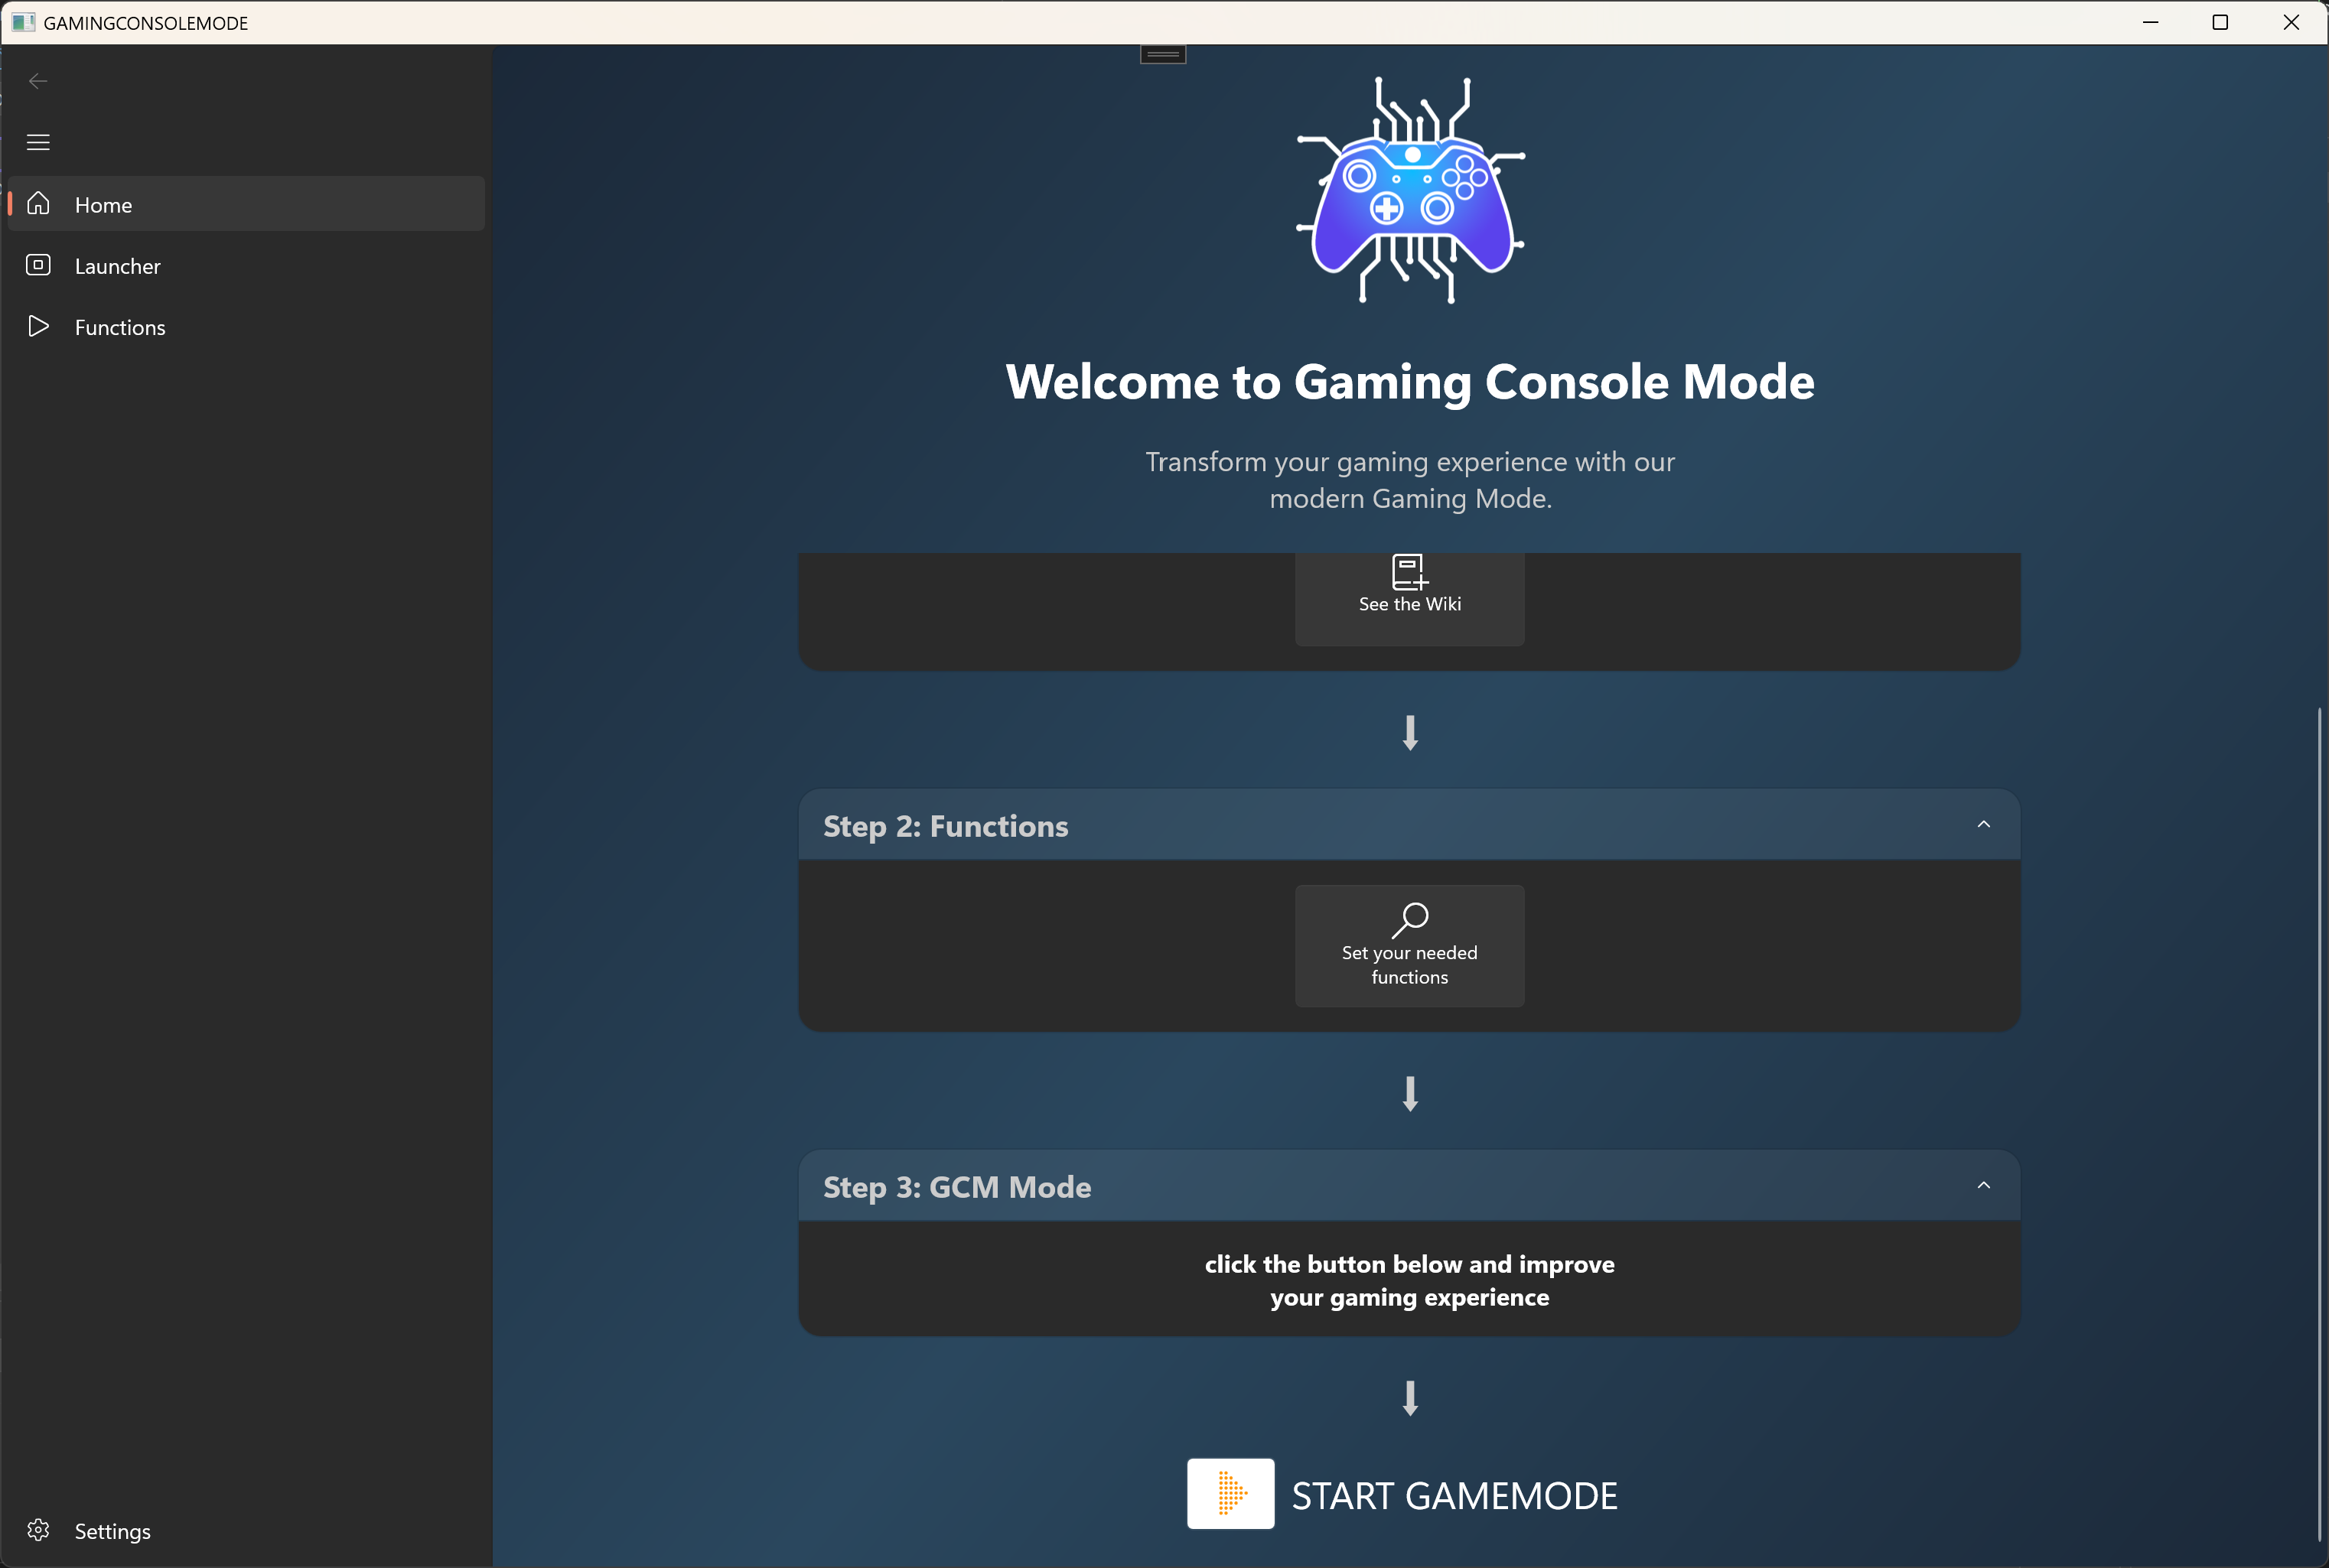 GAMINGCONSOLEMODE
Home
Launcher
Functions
Settings
Welcome to Gaming Console Mode
Transform your gaming experience with our
modern Gaming Mode.
See the Wiki
Step 2: Functions
Set your needed
functions
Step 3: GCM Mode
click the button below and improve
your gaming experience
START GAMEMODE